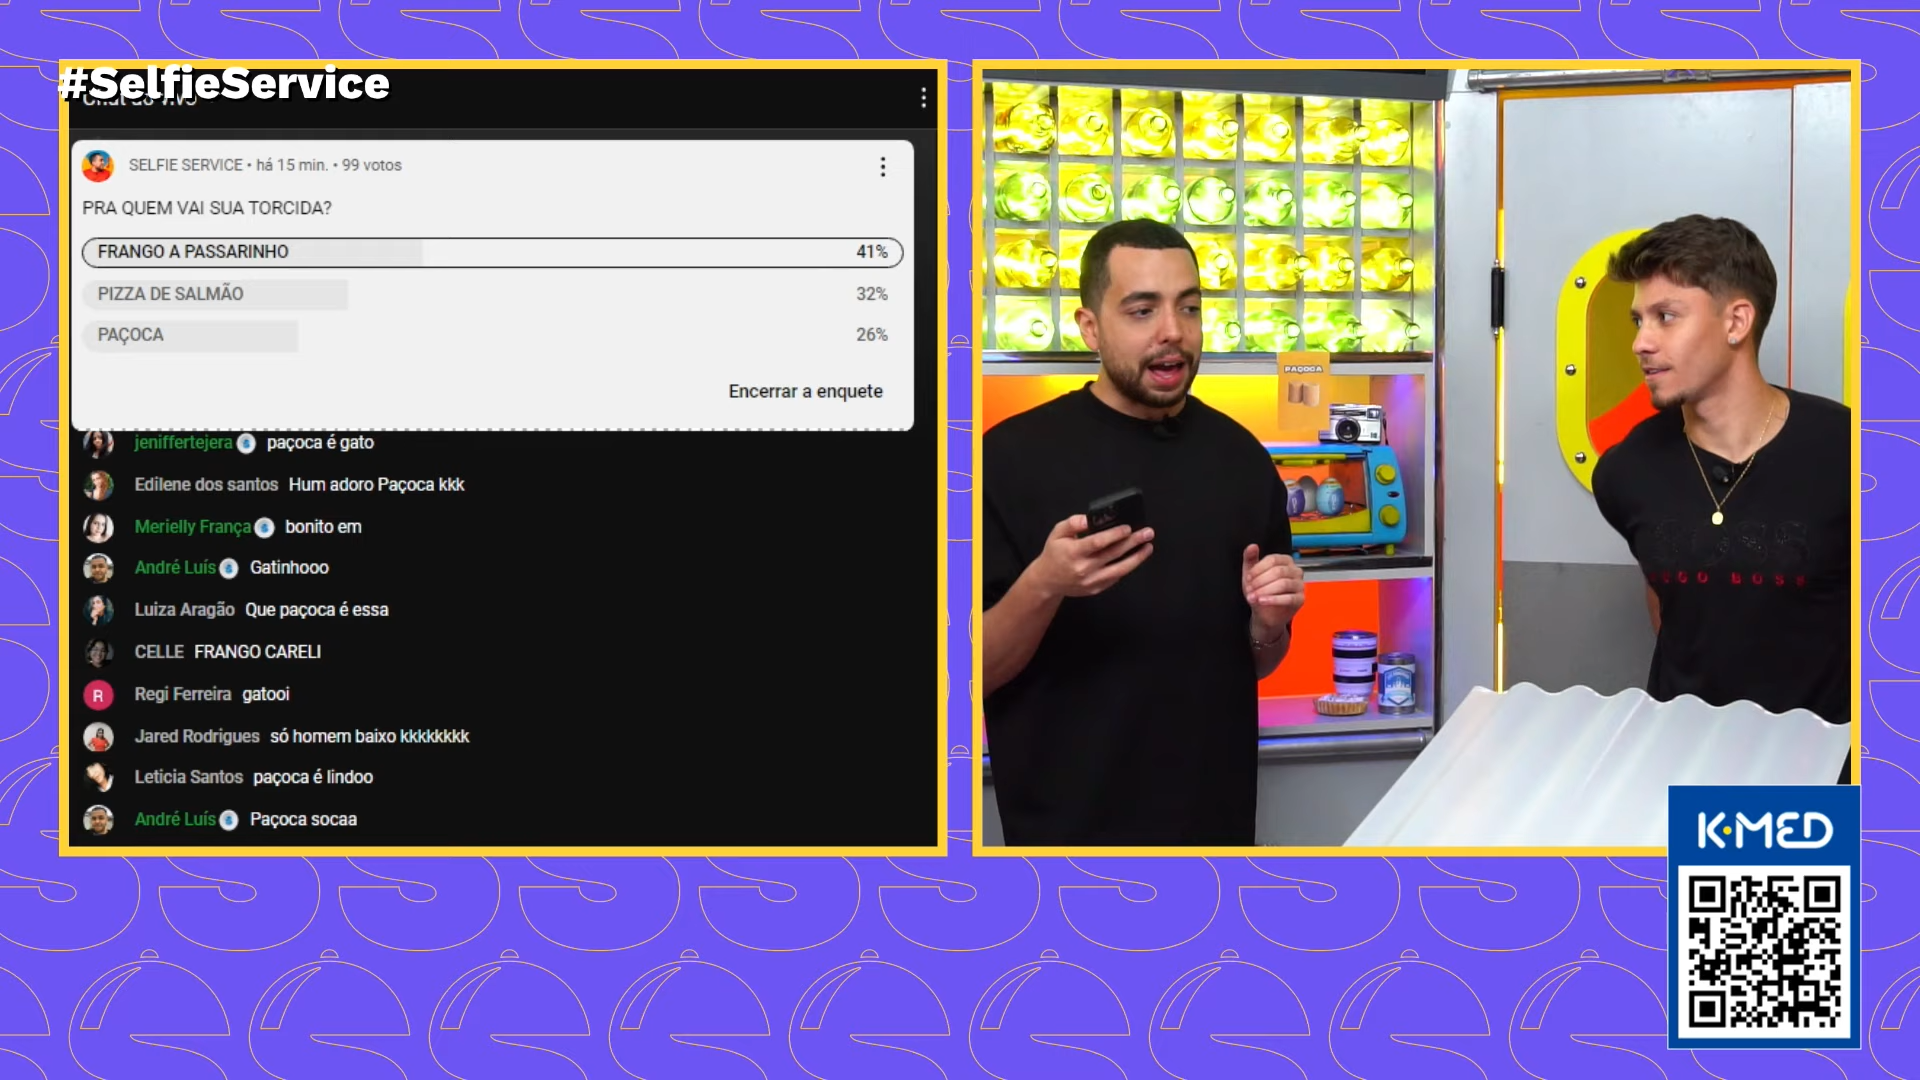 #SelfieService
SELFIE SERVICE • há 15 min. • 99 votos
PRA QUEM VAI SUA TORCIDA?
FRANGO A PASSARINHO 41%
PIZZA DE SALMÃO 32%
PAÇOCA 26%
Encerrar a enquete
jeniffertejera paçoca é gato
Edilene dos santos Hum adoro Paçoca kkk
Merielly França bonito em
André Luís Gatinhooo
Luiza Aragão Que paçoca é essa
CELLE FRANGO CARELI
R Regi Ferreira gatooi
Jared Rodrigues só homem baixo kkkkkkkk
Leticia Santos paçoca é lindoo
André Luís Paçoca socaa
PAÇOCA
BOSS
HUGO BOSS
K•MED